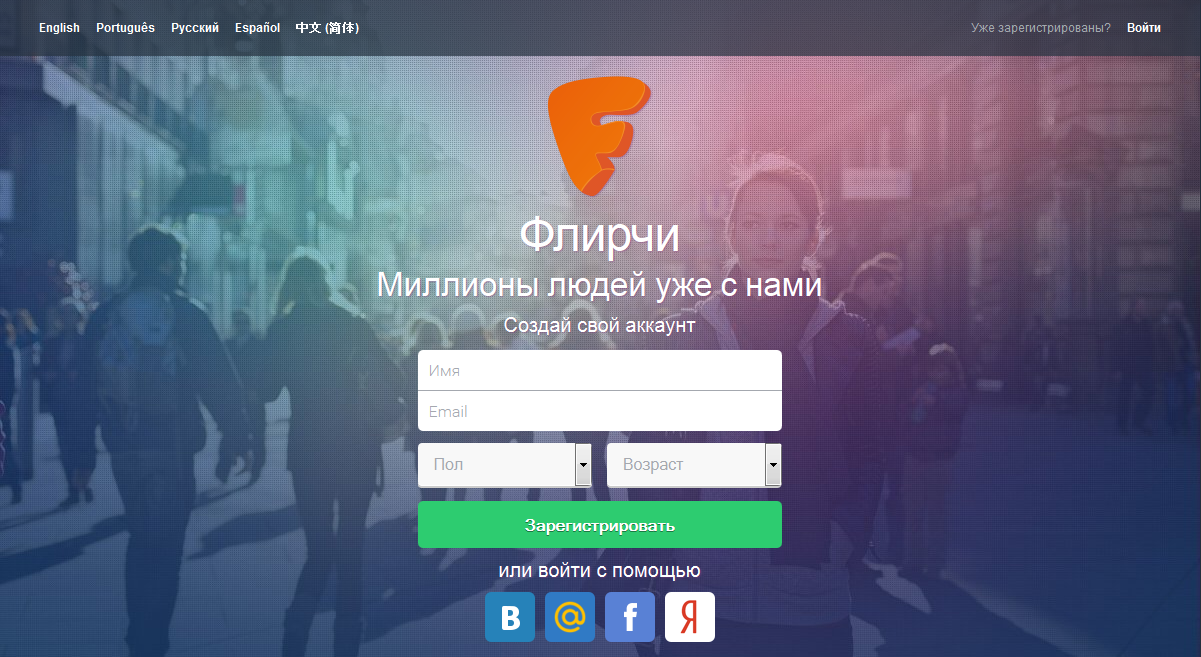 English Português Русский Español 中文 (简体) Уже зарегистрированы? Войти
Флирчи
Миллионы людей уже с нами
Создай свой аккаунт
Имя
Email
Пол Возраст
Зарегистрировать
или войти с помощью
В @ f Я